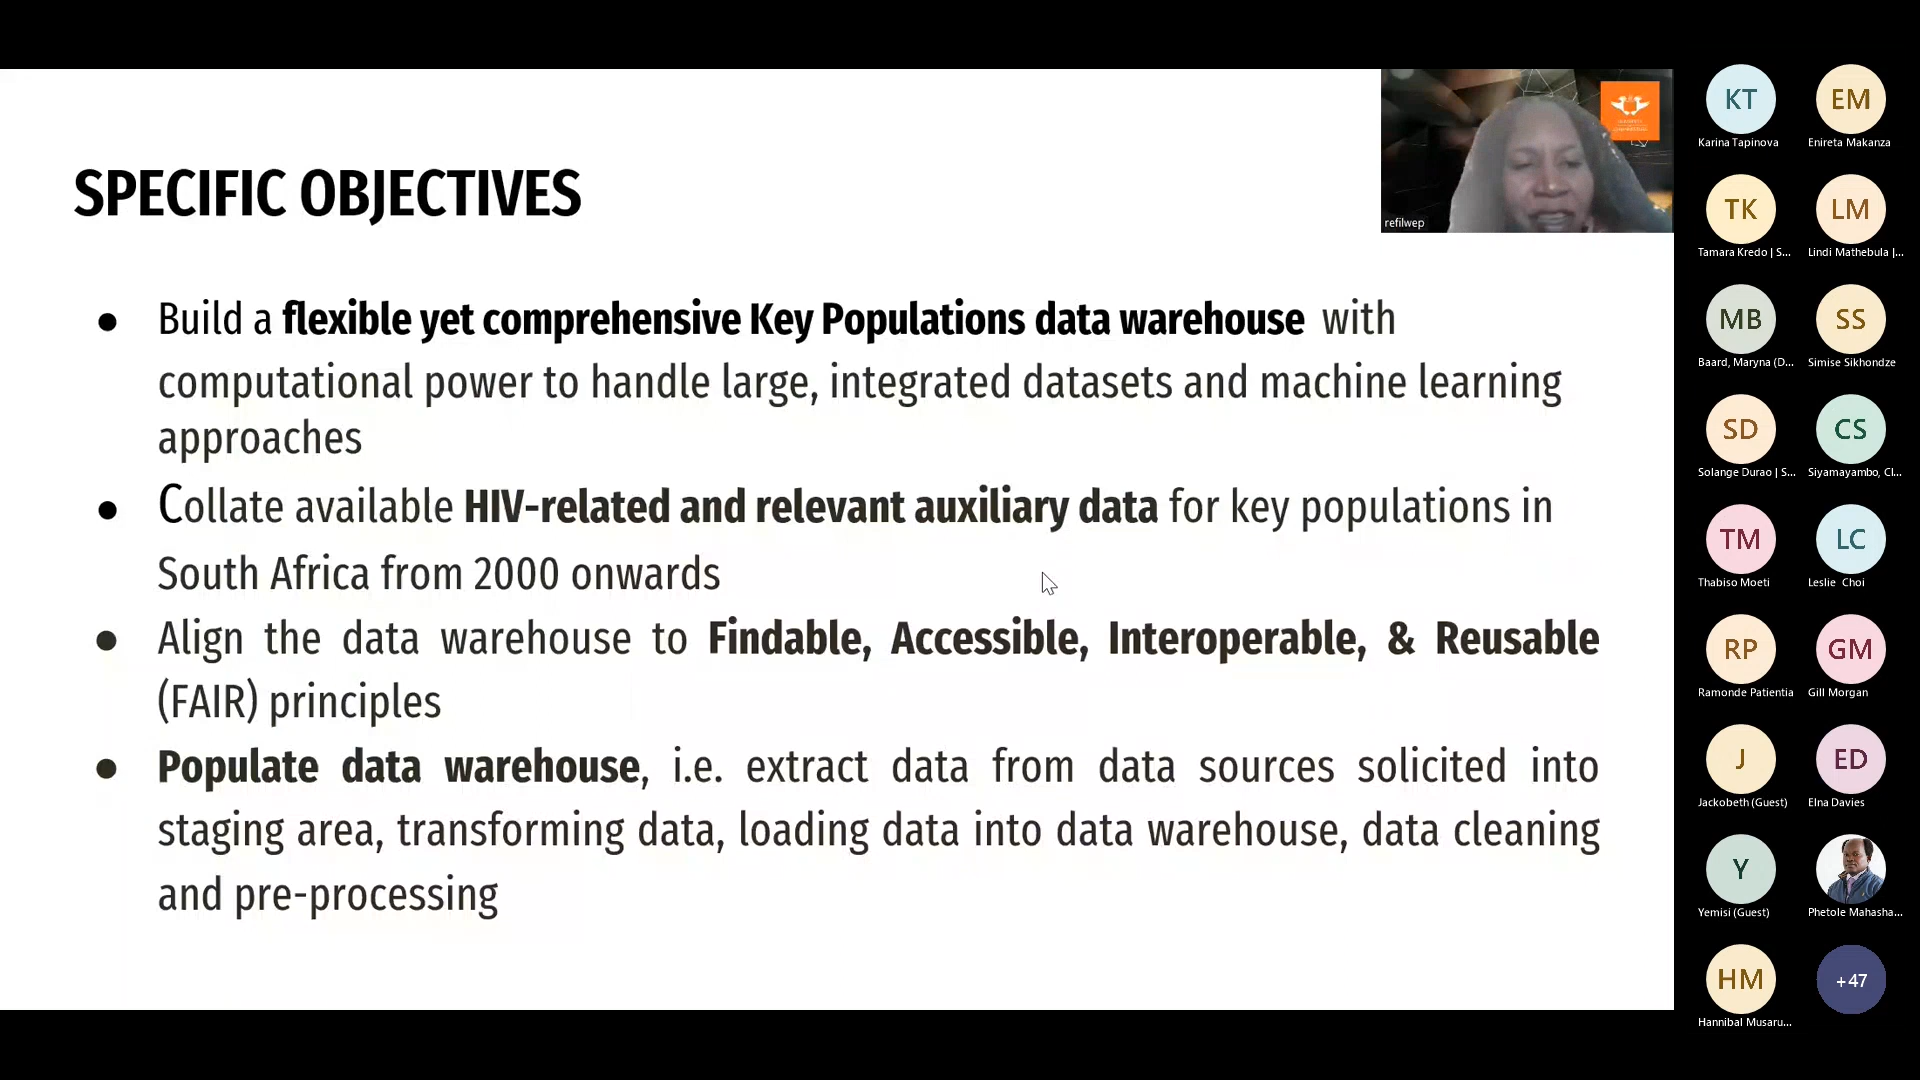 SPECIFIC OBJECTIVES
● Build a flexible yet comprehensive Key Populations data warehouse with
computational power to handle large, integrated datasets and machine learning
approaches
● Collate available HIV-related and relevant auxiliary data for key populations in
South Africa from 2000 onwards
● Align the data warehouse to Findable, Accessible, Interoperable, & Reusable
(FAIR) principles
● Populate data warehouse, i.e. extract data from data sources solicited into
staging area, transforming data, loading data into data warehouse, data cleaning
and pre-processing
refilwep
KT EM
Karina Tapinova Enireta Makanza
TK LM
Tamara Kredo | S... Lindi Mathebula |...
MB SS
Baard, Maryna (D... Simise Sikhondze
SD CS
Solange Durao | S... Siyamayambo, Cl...
TM LC
Thabiso Moeti Leslie Choi
RP GM
Ramonde Patientia Gill Morgan
J ED
Jackobeth (Guest) Elna Davies
Y
Yemisi (Guest) Phetole Mahasha...
HM +47
Hannibal Musaru...